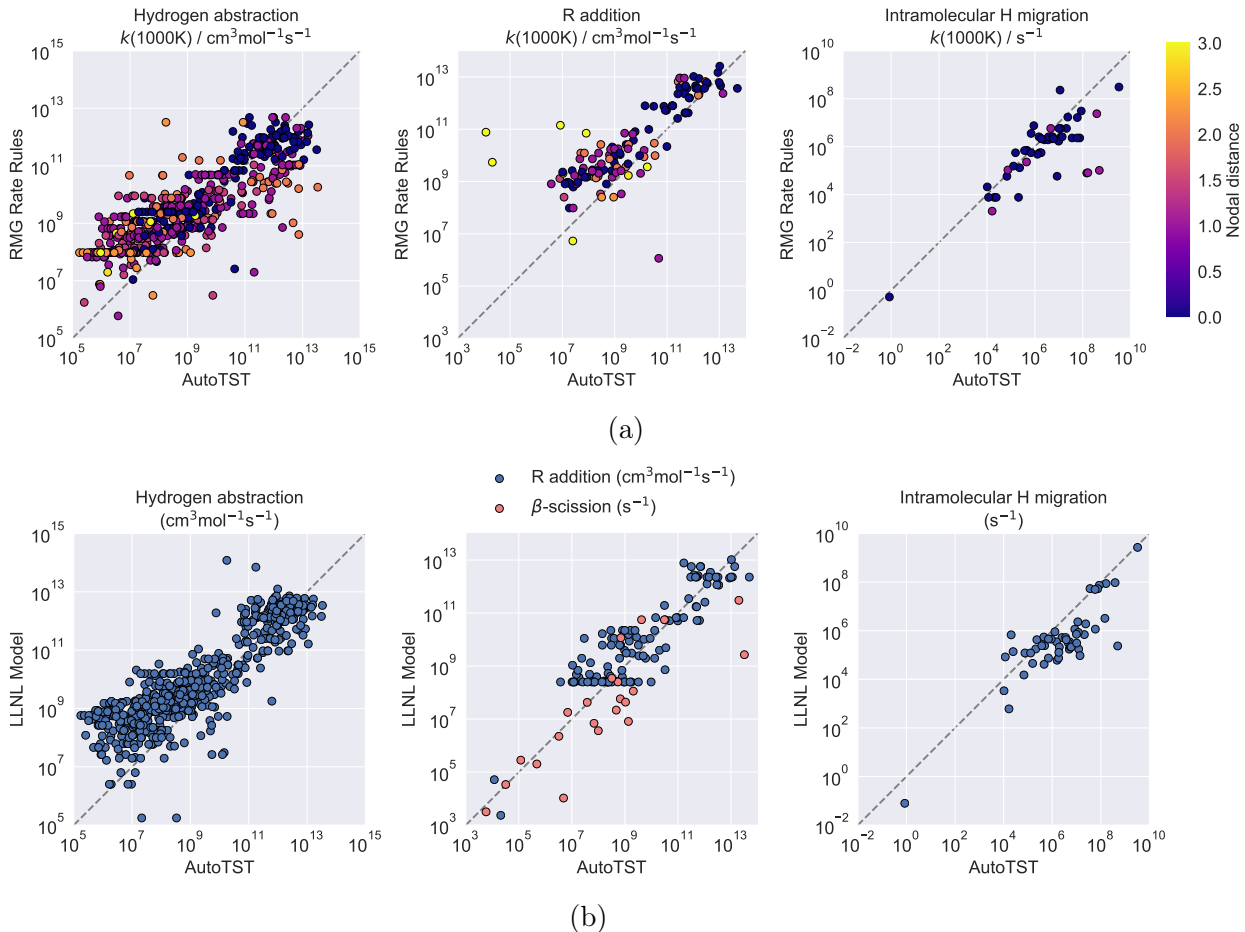 Hydrogen abstraction
k(1000K) / cm³mol⁻¹s⁻¹
RMG Rate Rules
10¹⁵
10¹³
10¹¹
10⁹
10⁷
10⁵
10⁵ 10⁷ 10⁹ 10¹¹ 10¹³ 10¹⁵
AutoTST
R addition
k(1000K) / cm³mol⁻¹s⁻¹
RMG Rate Rules
10¹³
10¹¹
10⁹
10⁷
10⁵
10³
10³ 10⁵ 10⁷ 10⁹ 10¹¹ 10¹³
AutoTST
Intramolecular H migration
k(1000K) / s⁻¹
RMG Rate Rules
10¹⁰
10⁸
10⁶
10⁴
10²
10⁰
10⁻²
10⁻² 10⁰ 10² 10⁴ 10⁶ 10⁸ 10¹⁰
AutoTST
3.0
2.5
2.0
1.5
1.0
0.5
0.0
Nodal distance
(a)
Hydrogen abstraction
(cm³mol⁻¹s⁻¹)
LLNL Model
10¹⁵
10¹³
10¹¹
10⁹
10⁷
10⁵
10⁵ 10⁷ 10⁹ 10¹¹ 10¹³ 10¹⁵
AutoTST
R addition (cm³mol⁻¹s⁻¹)
β-scission (s⁻¹)
LLNL Model
10¹³
10¹¹
10⁹
10⁷
10⁵
10³
10³ 10⁵ 10⁷ 10⁹ 10¹¹ 10¹³
AutoTST
Intramolecular H migration
(s⁻¹)
LLNL Model
10¹⁰
10⁸
10⁶
10⁴
10²
10⁰
10⁻²
10⁻² 10⁰ 10² 10⁴ 10⁶ 10⁸ 10¹⁰
AutoTST
(b)